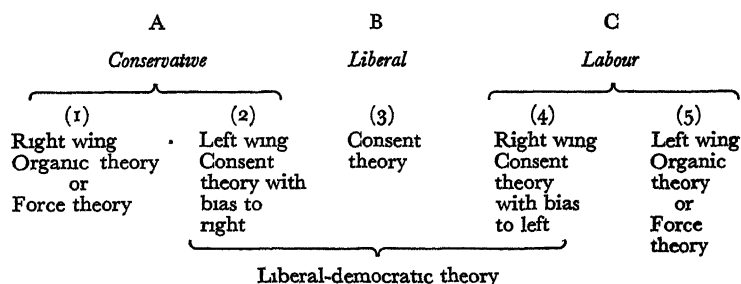 A B C
Conservative Liberal Labour
(1) (2) (3) (4) (5)
Right wing Left wing Consent Right wing Left wing
Organic theory Consent theory Consent Organic
or theory with theory theory
Force theory bias to with bias or
right to left Force
theory
Liberal-democratic theory